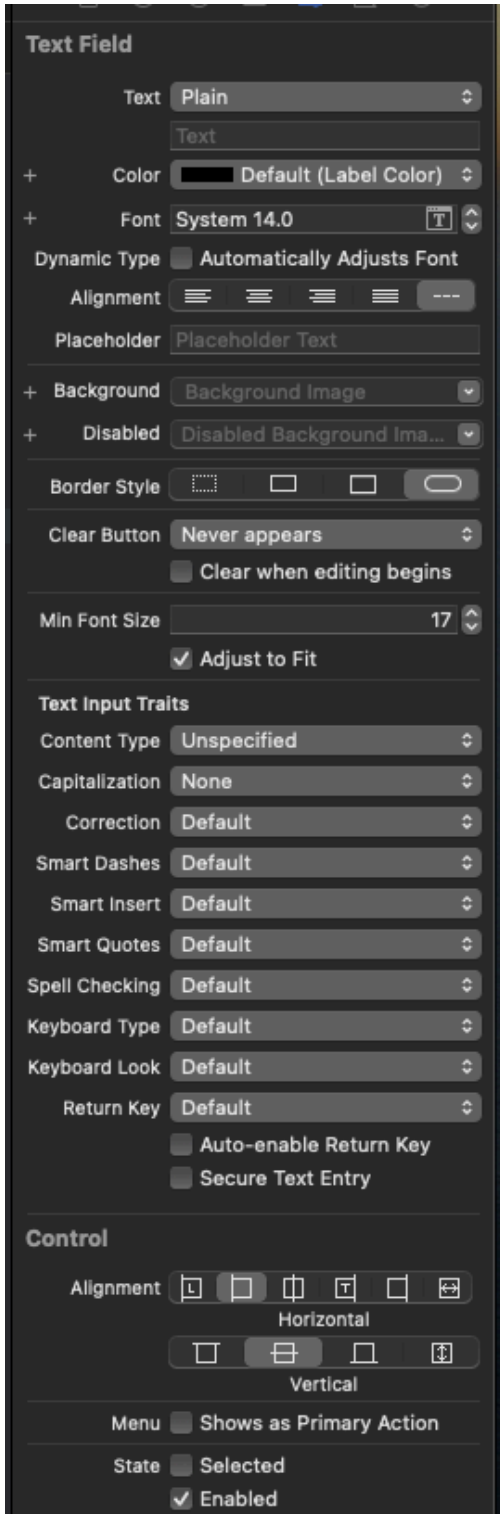 Text Field
Text Plain
Text
+ Color Default (Label Color)
+ Font System 14.0 T
Dynamic Type Automatically Adjusts Font
Alignment ---
Placeholder Placeholder Text
+ Background Background Image
+ Disabled Disabled Background Ima...
Border Style
Clear Button Never appears
Clear when editing begins
Min Font Size 17
Adjust to Fit
Text Input Traits
Content Type Unspecified
Capitalization None
Correction Default
Smart Dashes Default
Smart Insert Default
Smart Quotes Default
Spell Checking Default
Keyboard Type Default
Keyboard Look Default
Return Key Default
Auto-enable Return Key
Secure Text Entry
Control
Alignment L T
Horizontal
Vertical
Menu Shows as Primary Action
State Selected
Enabled